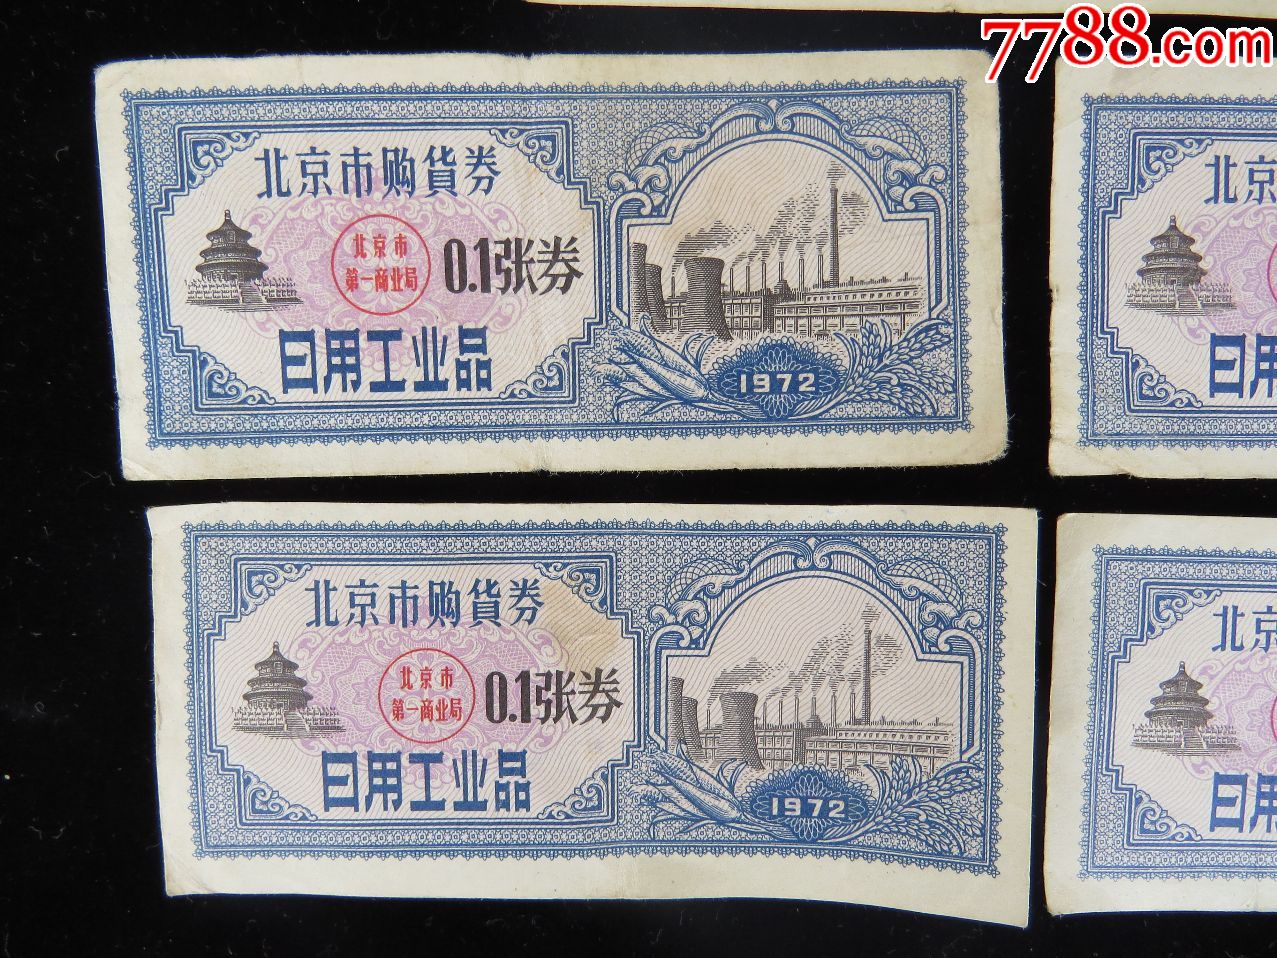 7788.com
北京市购貨券
北京市
第一商业局
0.1张券
日用工业品
1972
北京
日用
北京市购貨券
北京市
第一商业局
0.1张券
日用工业品
1972
北京
日用